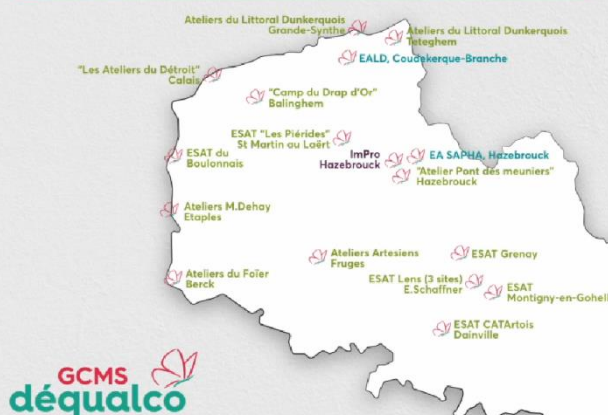 Ateliers du Littoral Dunkerquois
Grande-Synthe
Ateliers du Littoral Dunkerquois
Teteghem
EALD, Coudekerque-Branche
"Les Ateliers du Détroit"
Calais
"Camp du Drap d'Or"
Balinghem
ESAT "Les Piérides"
St Martin au Laërt
ImPro
Hazebrouck
EA SAPHA, Hazebrouck
"Atelier Pont des meuniers"
Hazebrouck
ESAT du
Boulonnais
Ateliers M.Dehay
Etaples
Ateliers Artesiens
Fruges
ESAT Grenay
Ateliers du Foïer
Berck
ESAT Lens (3 sites)
E.Schaffner
ESAT
Montigny-en-Gohell
ESAT CATArtois
Dainville
GCMS
déqualco